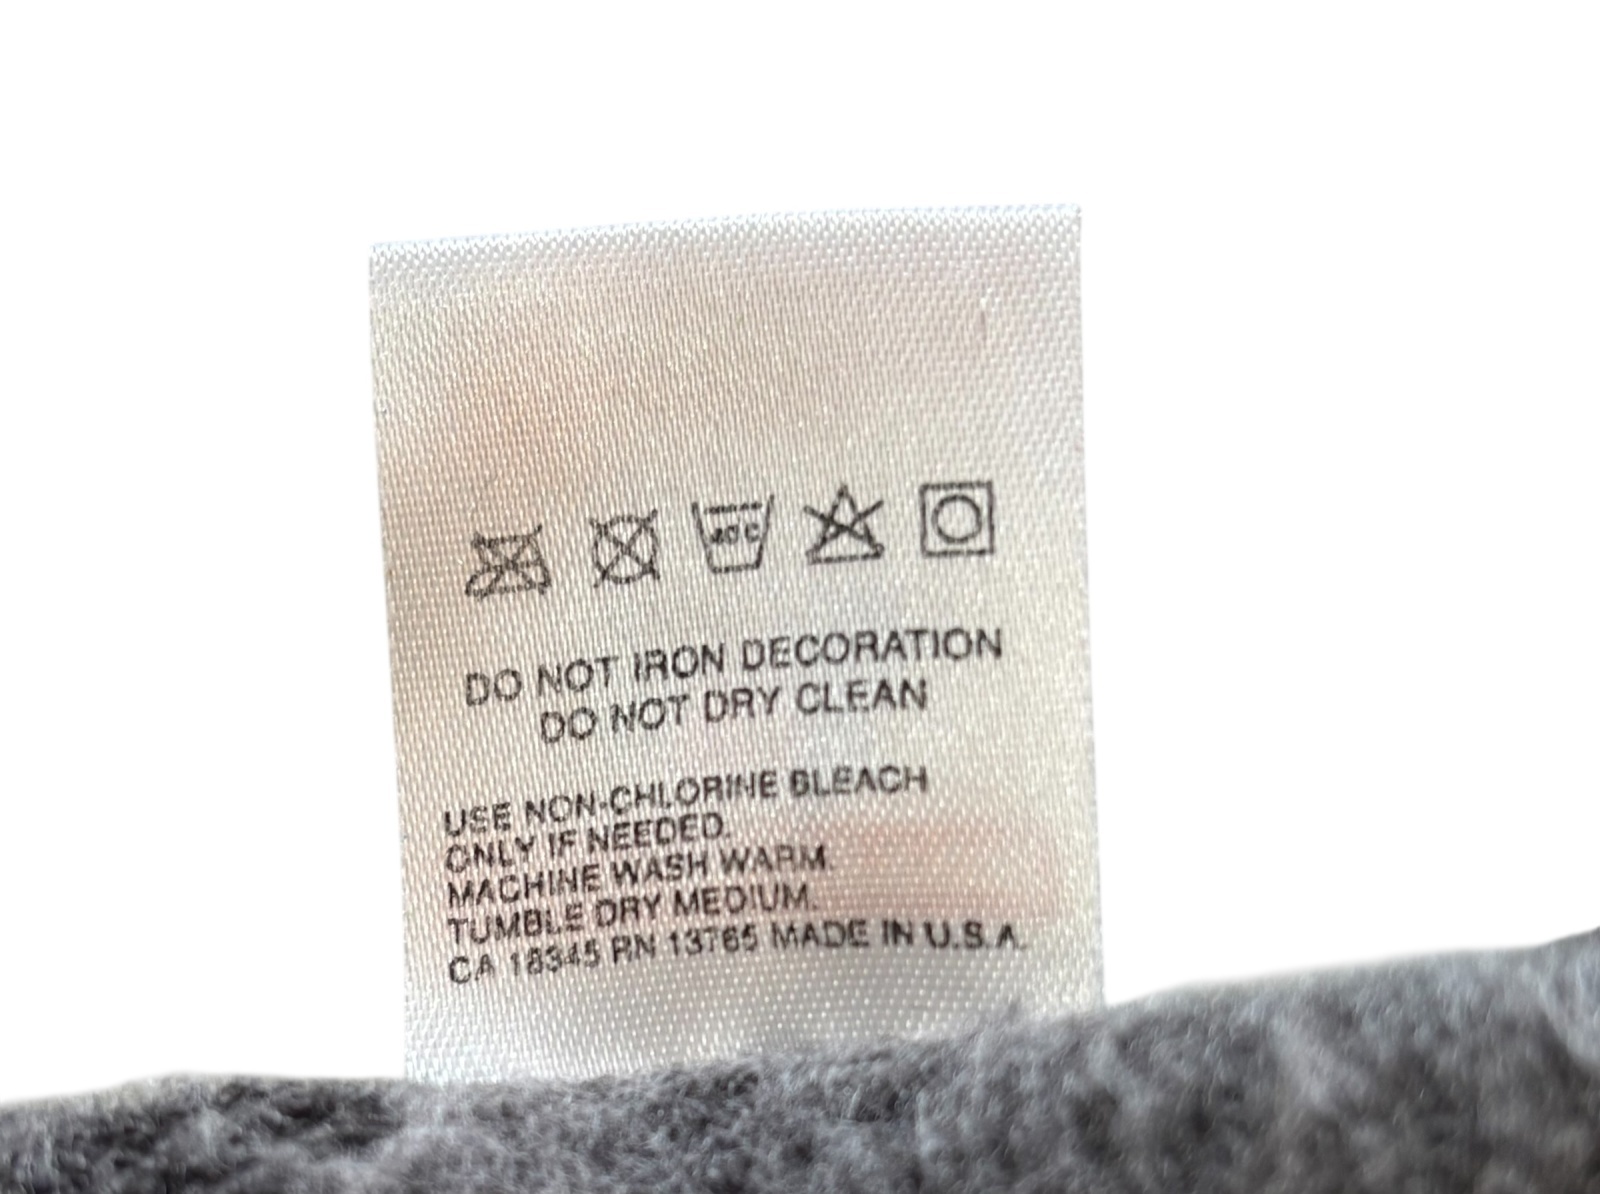 40°C
DO NOT IRON DECORATION
DO NOT DRY CLEAN
USE NON-CHLORINE BLEACH
ONLY IF NEEDED.
MACHINE WASH WARM.
TUMBLE DRY MEDIUM.
CA 18345 RN 13765 MADE IN U.S.A.